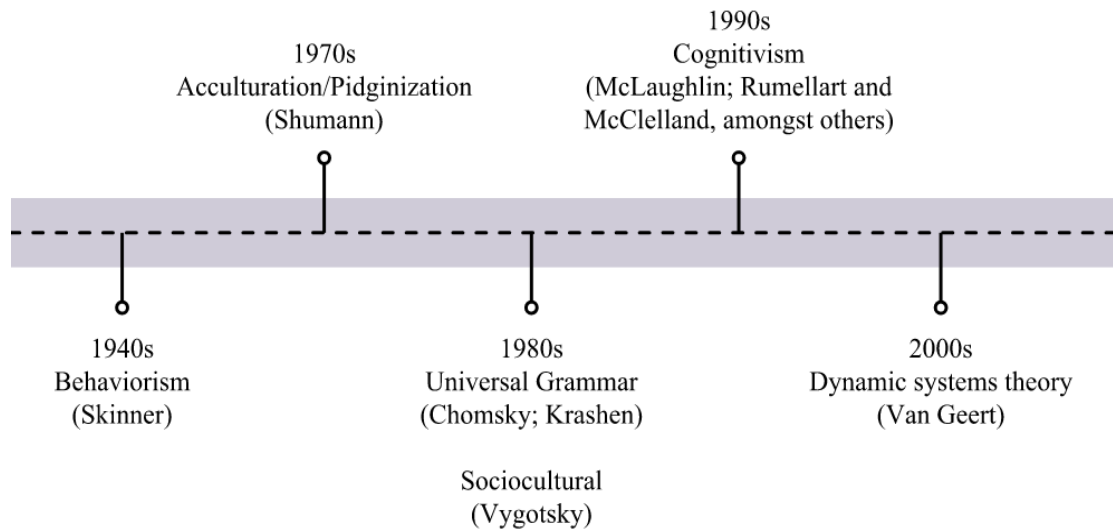 1990s
Cognitivism
(McLaughlin; Rumellart and
McClelland, amongst others)
1970s
Acculturation/Pidginization
(Shumann)
1940s
Behaviorism
(Skinner)
1980s
Universal Grammar
(Chomsky; Krashen)
Sociocultural
(Vygotsky)
2000s
Dynamic systems theory
(Van Geert)